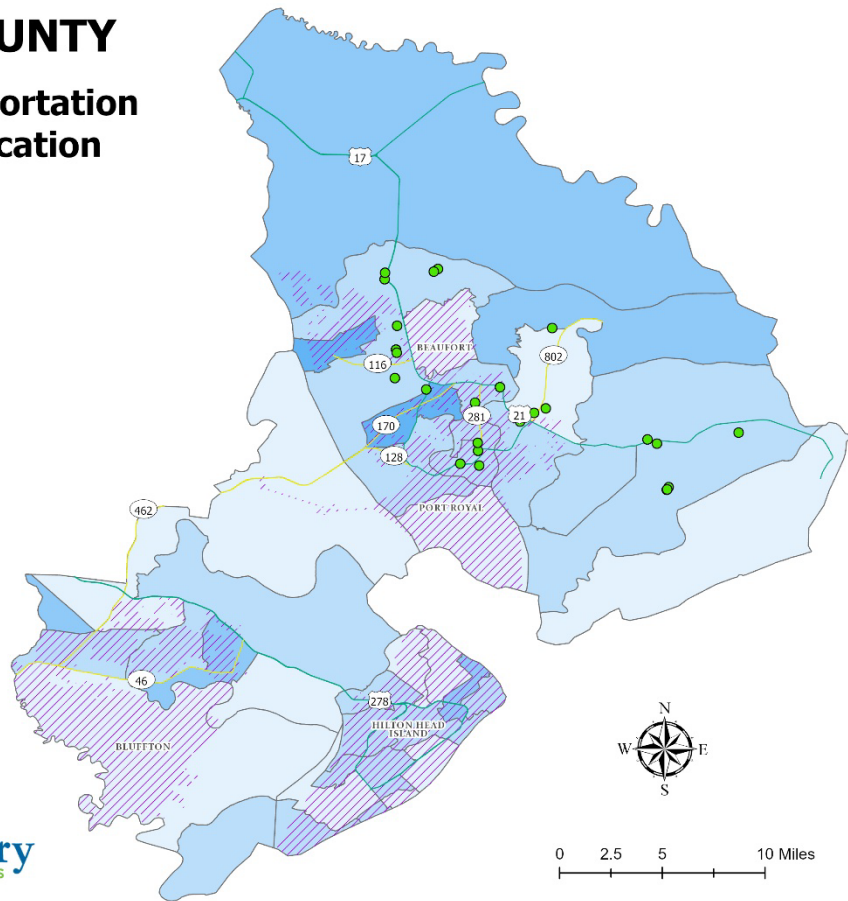 OUNTY
ortation
cation
17
BEAUFORT
802
116
281
21
170
128
PORT ROYAL
462
46
278
HILTON HEAD
ISLAND
BLUFFTON
N
W
E
S
ry
s
0
2.5
5
10 Miles